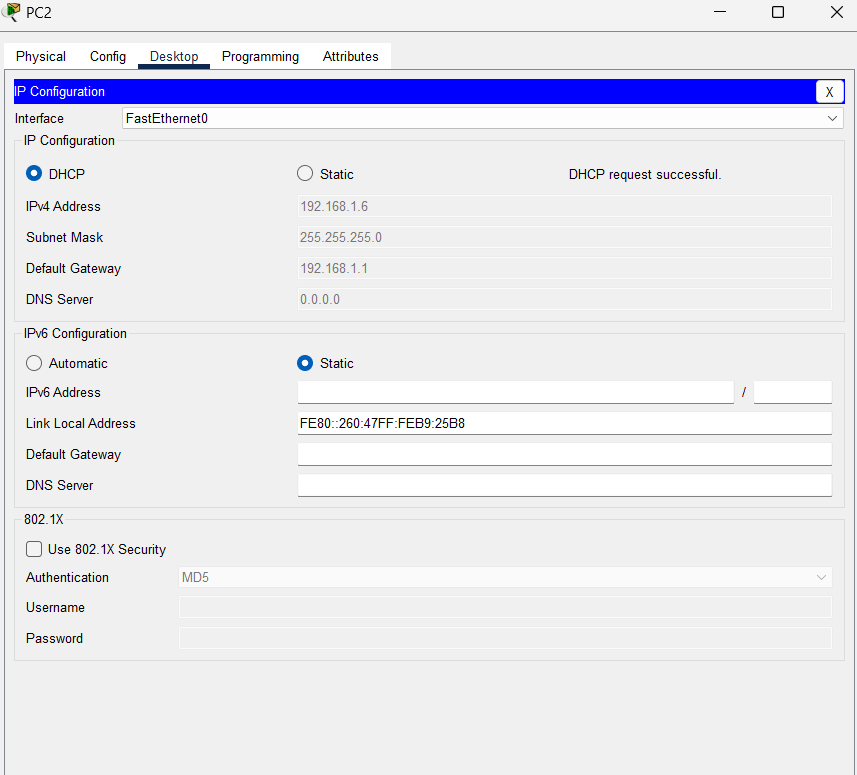 PC2
Physical Config Desktop Programming Attributes
IP Configuration X
Interface FastEthernet0
IP Configuration
DHCP Static DHCP request successful.
IPv4 Address 192.168.1.6
Subnet Mask 255.255.255.0
Default Gateway 192.168.1.1
DNS Server 0.0.0.0
IPv6 Configuration
Automatic Static
IPv6 Address /
Link Local Address FE80::260:47FF:FEB9:25B8
Default Gateway
DNS Server
802.1X
Use 802.1X Security
Authentication MD5
Username
Password